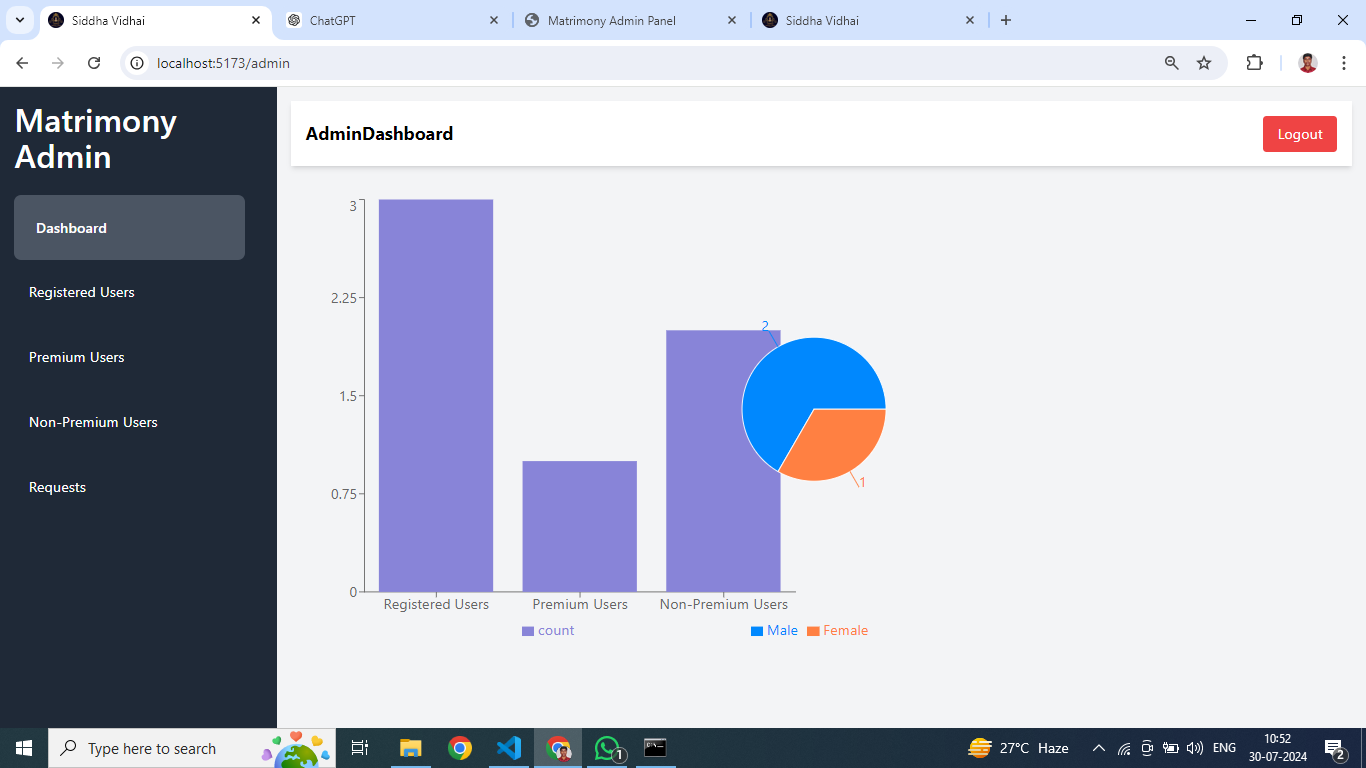 Siddha Vidhai
ChatGPT
Matrimony Admin Panel
Siddha Vidhai
localhost:5173/admin
Matrimony
Admin
Dashboard
Registered Users
Premium Users
Non-Premium Users
Requests
AdminDashboard
Logout
3
2.25
1.5
0.75
0
Registered Users
Premium Users
Non-Premium Users
count
2
1
Male
Female
Type here to search
1
27°C Haze
ENG
10:52
30-07-2024
2